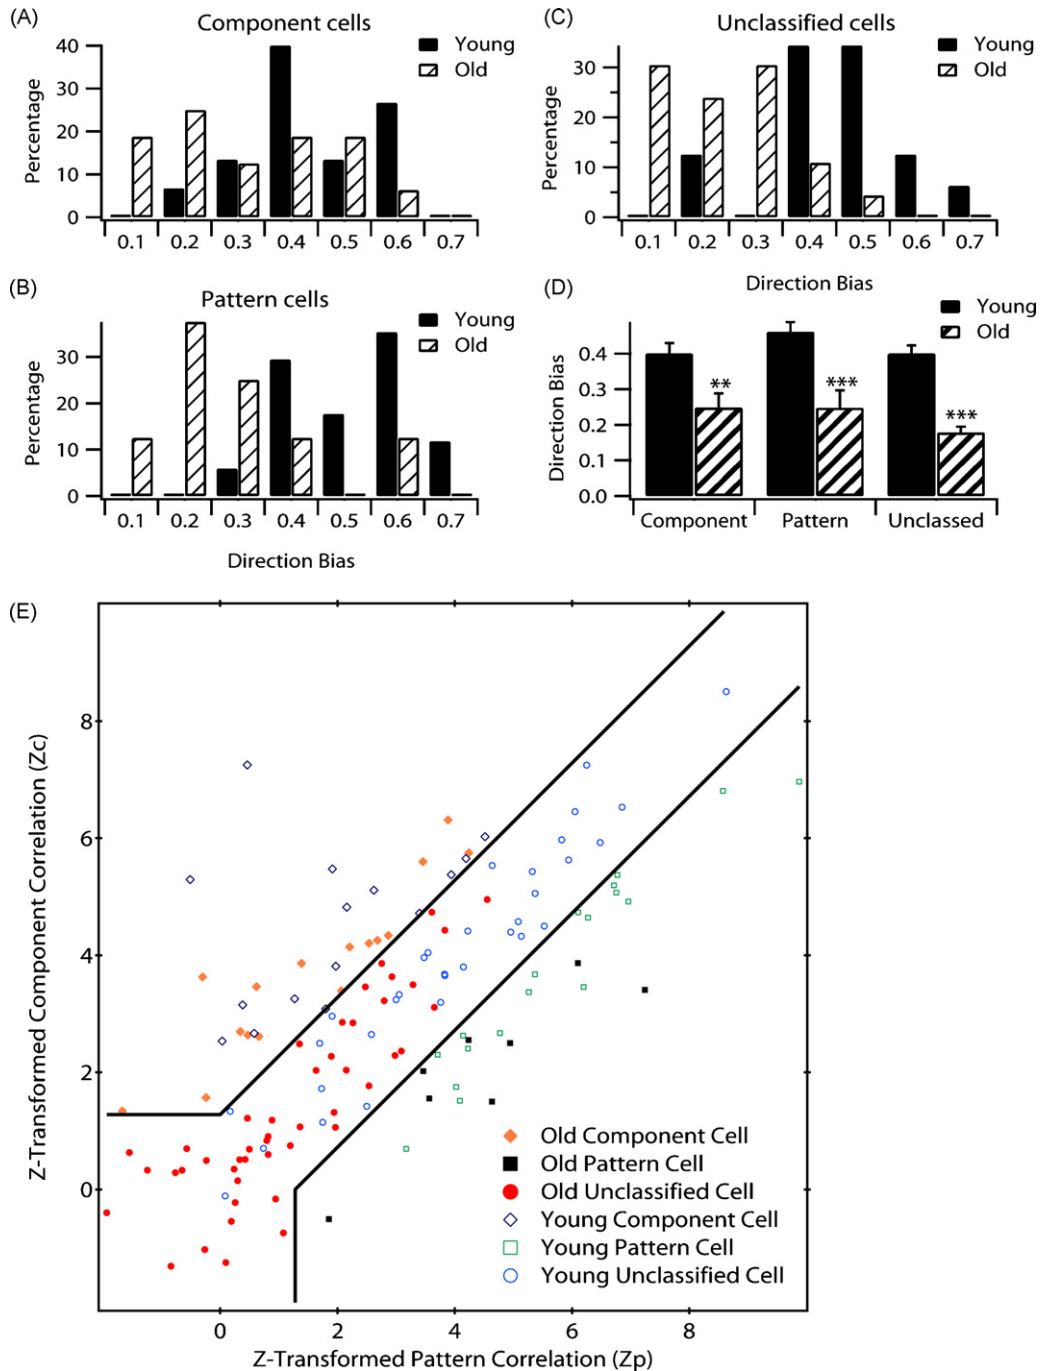 (A)
Component cells
Young
Old
Percentage
40
30
20
10
0
0.1 0.2 0.3 0.4 0.5 0.6 0.7
(C)
Unclassified cells
Young
Old
Percentage
30
20
10
0
0.1 0.2 0.3 0.4 0.5 0.6 0.7
Direction Bias
(B)
Pattern cells
Young
Old
Percentage
30
20
10
0
0.1 0.2 0.3 0.4 0.5 0.6 0.7
Direction Bias
(D)
Young
Old
Direction Bias
0.4
0.3
0.2
0.1
0.0
** *** ***
Component Pattern Unclassed
(E)
Z-Transformed Component Correlation (Zc)
8
6
4
2
0
Old Component Cell
Old Pattern Cell
Old Unclassified Cell
Young Component Cell
Young Pattern Cell
Young Unclassified Cell
0 2 4 6 8
Z-Transformed Pattern Correlation (Zp)